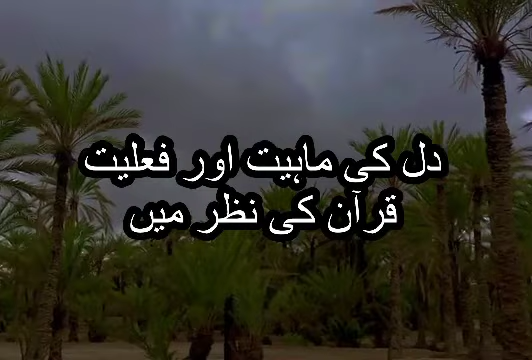 دل کی ماہیت اور فعلیت
قرآن کی نظر میں